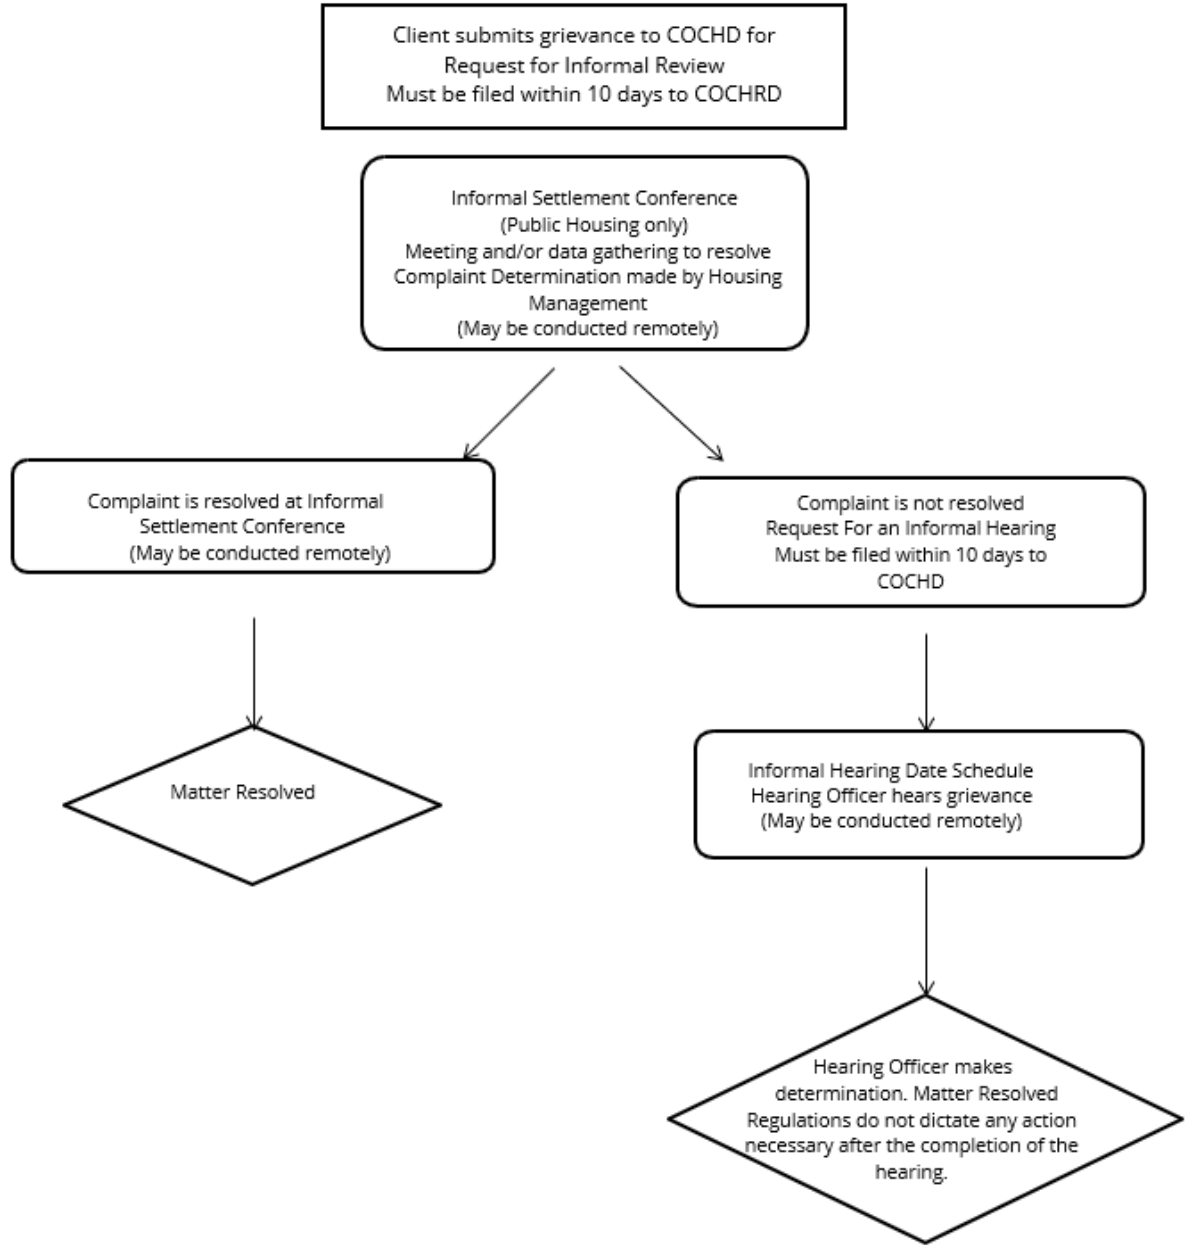 Client submits grievance to COCHD for
Request for Informal Review
Must be filed within 10 days to COCHRD
Informal Settlement Conference
(Public Housing only)
Meeting and/or data gathering to resolve
Complaint Determination made by Housing
Management
(May be conducted remotely)
Complaint is resolved at Informal
Settlement Conference
(May be conducted remotely)
Complaint is not resolved
Request For an Informal Hearing
Must be filed within 10 days to
COCHD
Matter Resolved
Informal Hearing Date Schedule
Hearing Officer hears grievance
(May be conducted remotely)
Hearing Officer makes
determination. Matter Resolved
Regulations do not dictate any action
necessary after the completion of the
hearing.